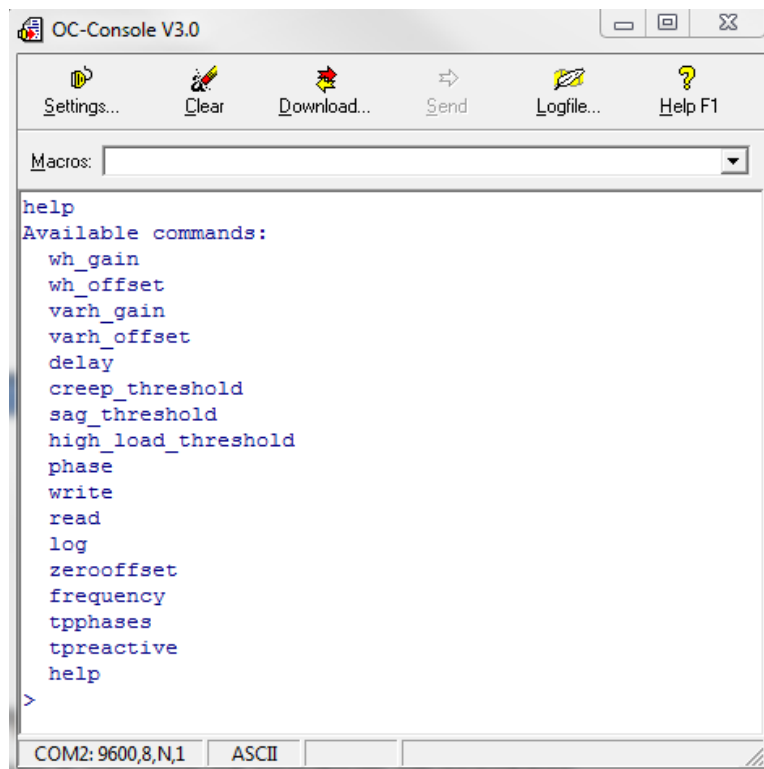 OC-Console V3.0
Settings... Clear Download... Send Logfile... Help F1
Macros:
help
Available commands:
wh_gain
wh_offset
varh_gain
varh_offset
delay
creep_threshold
sag_threshold
high_load_threshold
phase
write
read
log
zerooffset
frequency
tpphases
tpreactive
help
>
COM2: 9600,8,N,1 ASCII